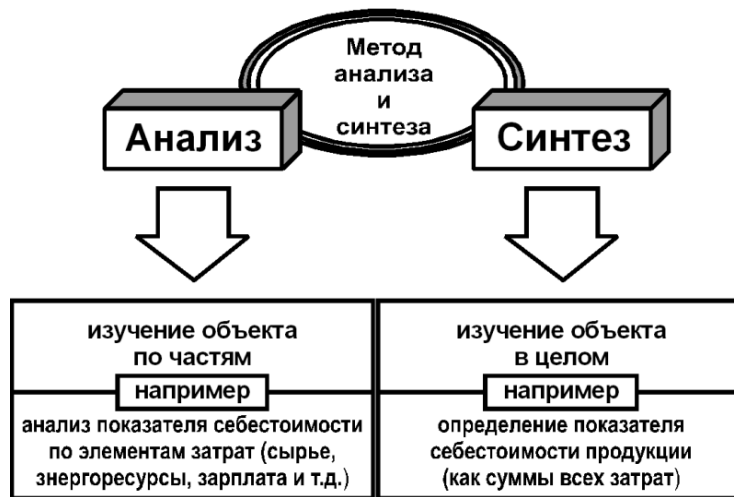 Метод
анализа
и
синтеза
Анализ
Синтез
изучение объекта
по частям
например
анализ показателя себестоимости
по элементам затрат (сырье,
знергоресурсы, зарплата и т.д.)
изучение объекта
в целом
например
определение показателя
себестоимости продукции
(как суммы всех затрат)